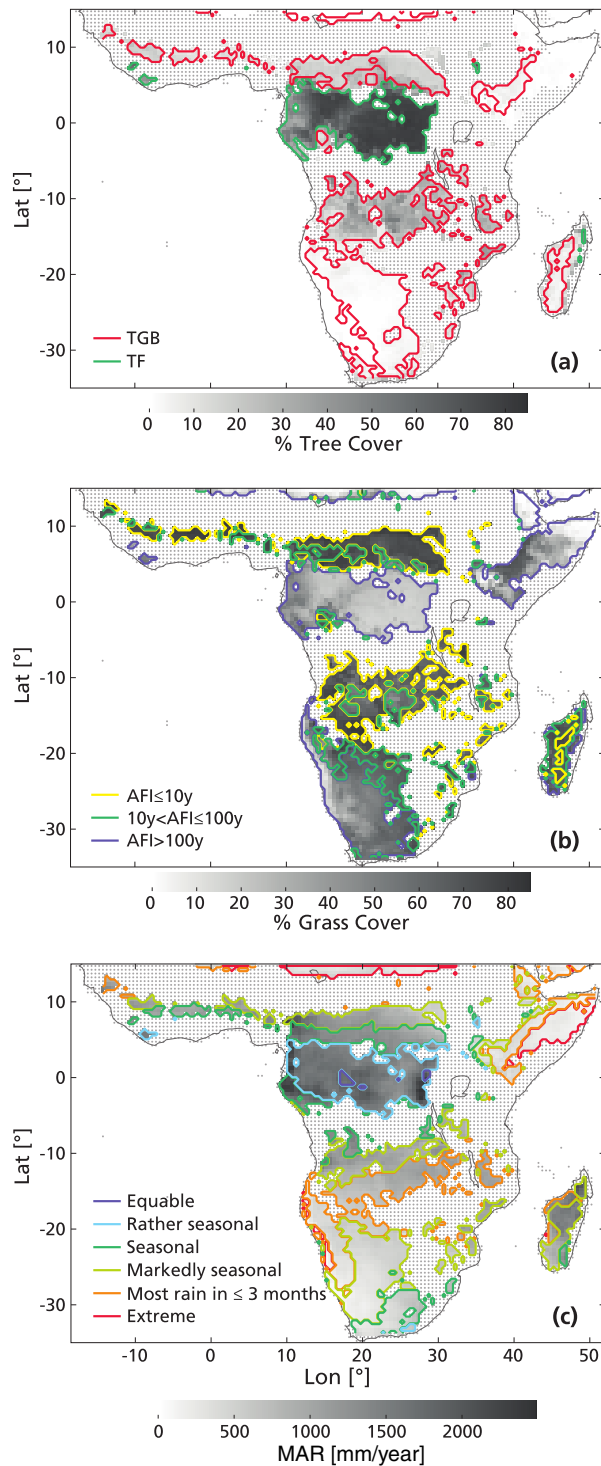 10
0
-10
-20
-30
Lat [°]
TGB
TF
(a)
0 10 20 30 40 50 60 70 80
% Tree Cover
10
0
-10
-20
-30
Lat [°]
AFI≤10y
10y<AFI≤100y
AFI>100y
(b)
0 10 20 30 40 50 60 70 80
% Grass Cover
10
0
-10
-20
-30
Lat [°]
Equable
Rather seasonal
Seasonal
Markedly seasonal
Most rain in ≤ 3 months
Extreme
(c)
-10 0 10 20 30 40 50
Lon [°]
0 500 1000 1500 2000
MAR [mm/year]